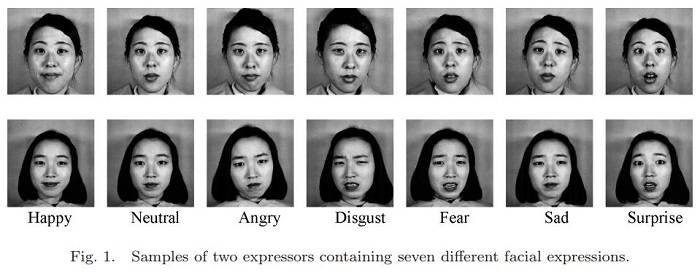 Happy Neutral Angry Disgust Fear Sad Surprise
Fig. 1. Samples of two expressors containing seven different facial expressions.